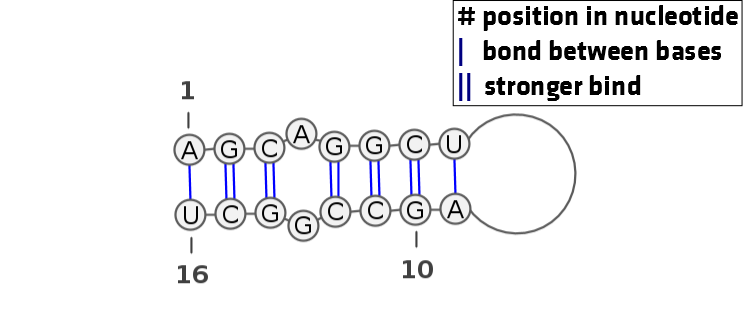 # position in nucleotide
| bond between bases
|| stronger bind
1
A G C A G G C U
U C G G C C G A
16 10